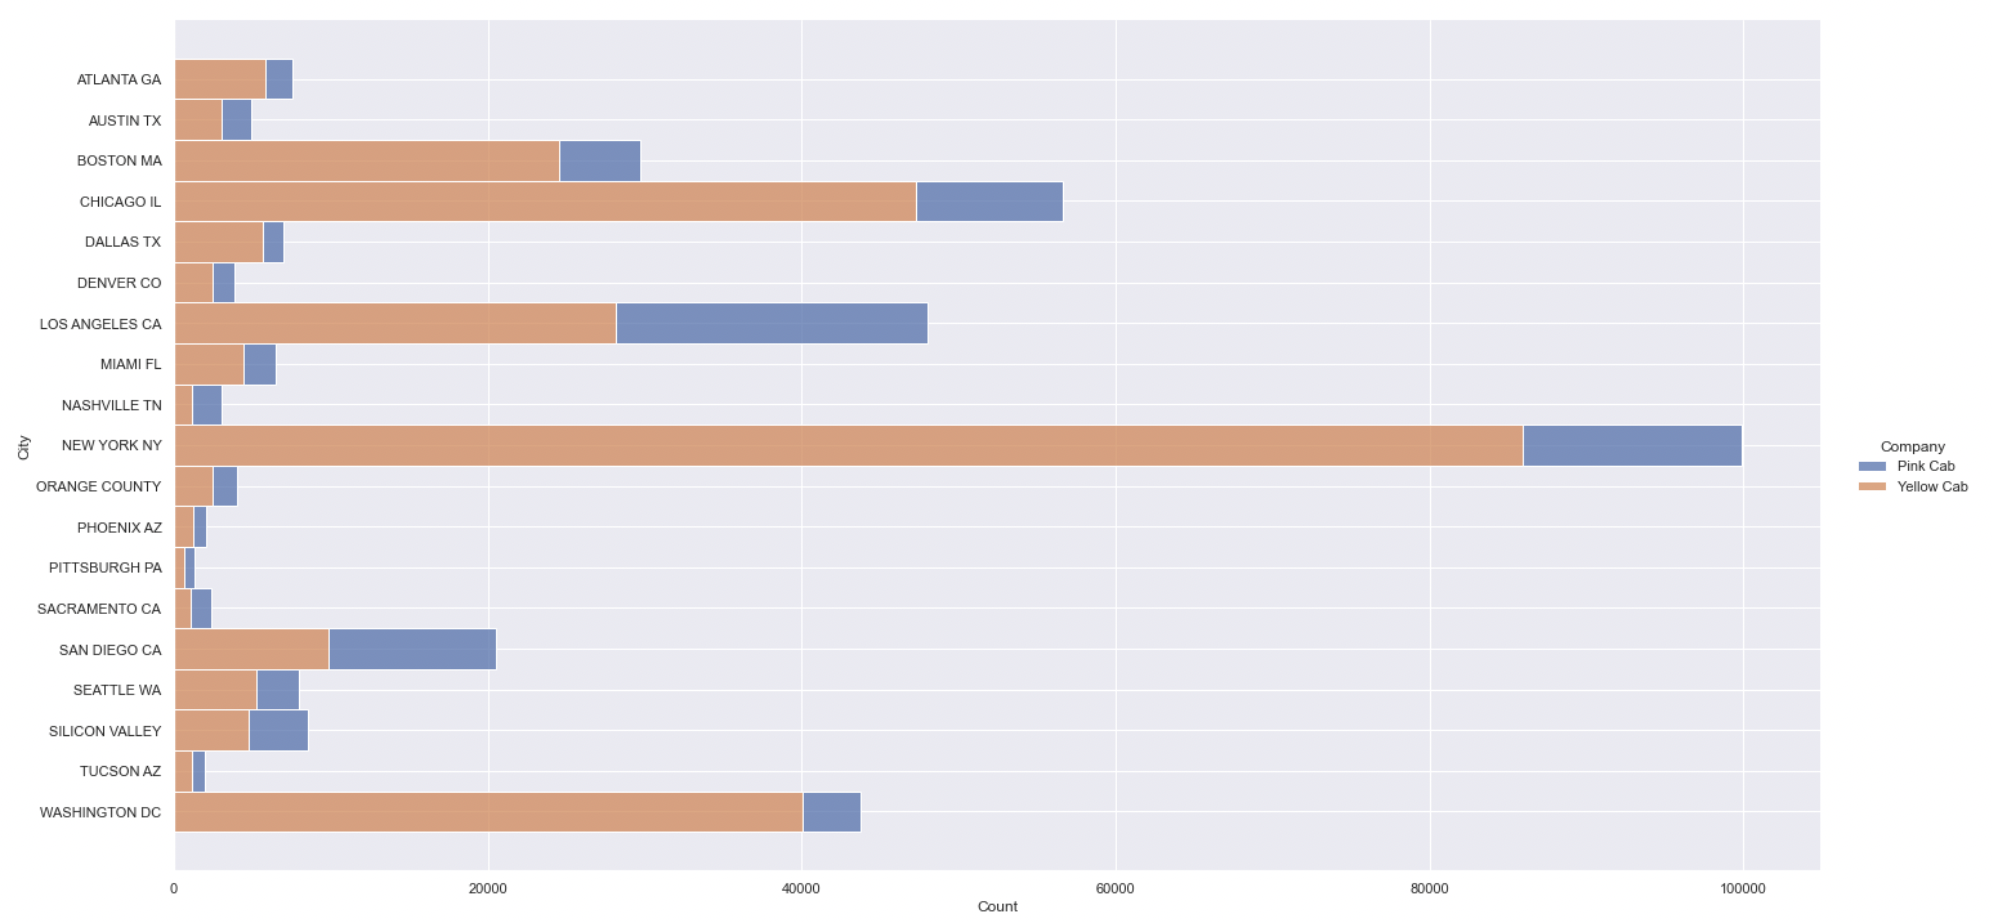 ATLANTA GA
AUSTIN TX
BOSTON MA
CHICAGO IL
DALLAS TX
DENVER CO
LOS ANGELES CA
MIAMI FL
NASHVILLE TN
NEW YORK NY
ORANGE COUNTY
PHOENIX AZ
PITTSBURGH PA
SACRAMENTO CA
SAN DIEGO CA
SEATTLE WA
SILICON VALLEY
TUCSON AZ
WASHINGTON DC
City
0 20000 40000 60000 80000 100000
Count
Company
Pink Cab
Yellow Cab